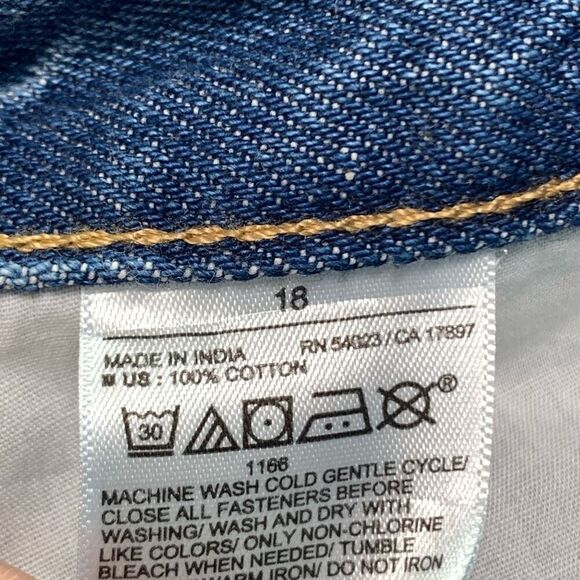 18
MADE IN INDIA RN 54023 / CA 17897
US : 100% COTTON
30
®
1166
MACHINE WASH COLD GENTLE CYCLE/
CLOSE ALL FASTENERS BEFORE
WASHING/ WASH AND DRY WITH
LIKE COLORS/ ONLY NON-CHLORINE
BLEACH WHEN NEEDED/ TUMBLE
WARM IRON/ DO NOT IRON